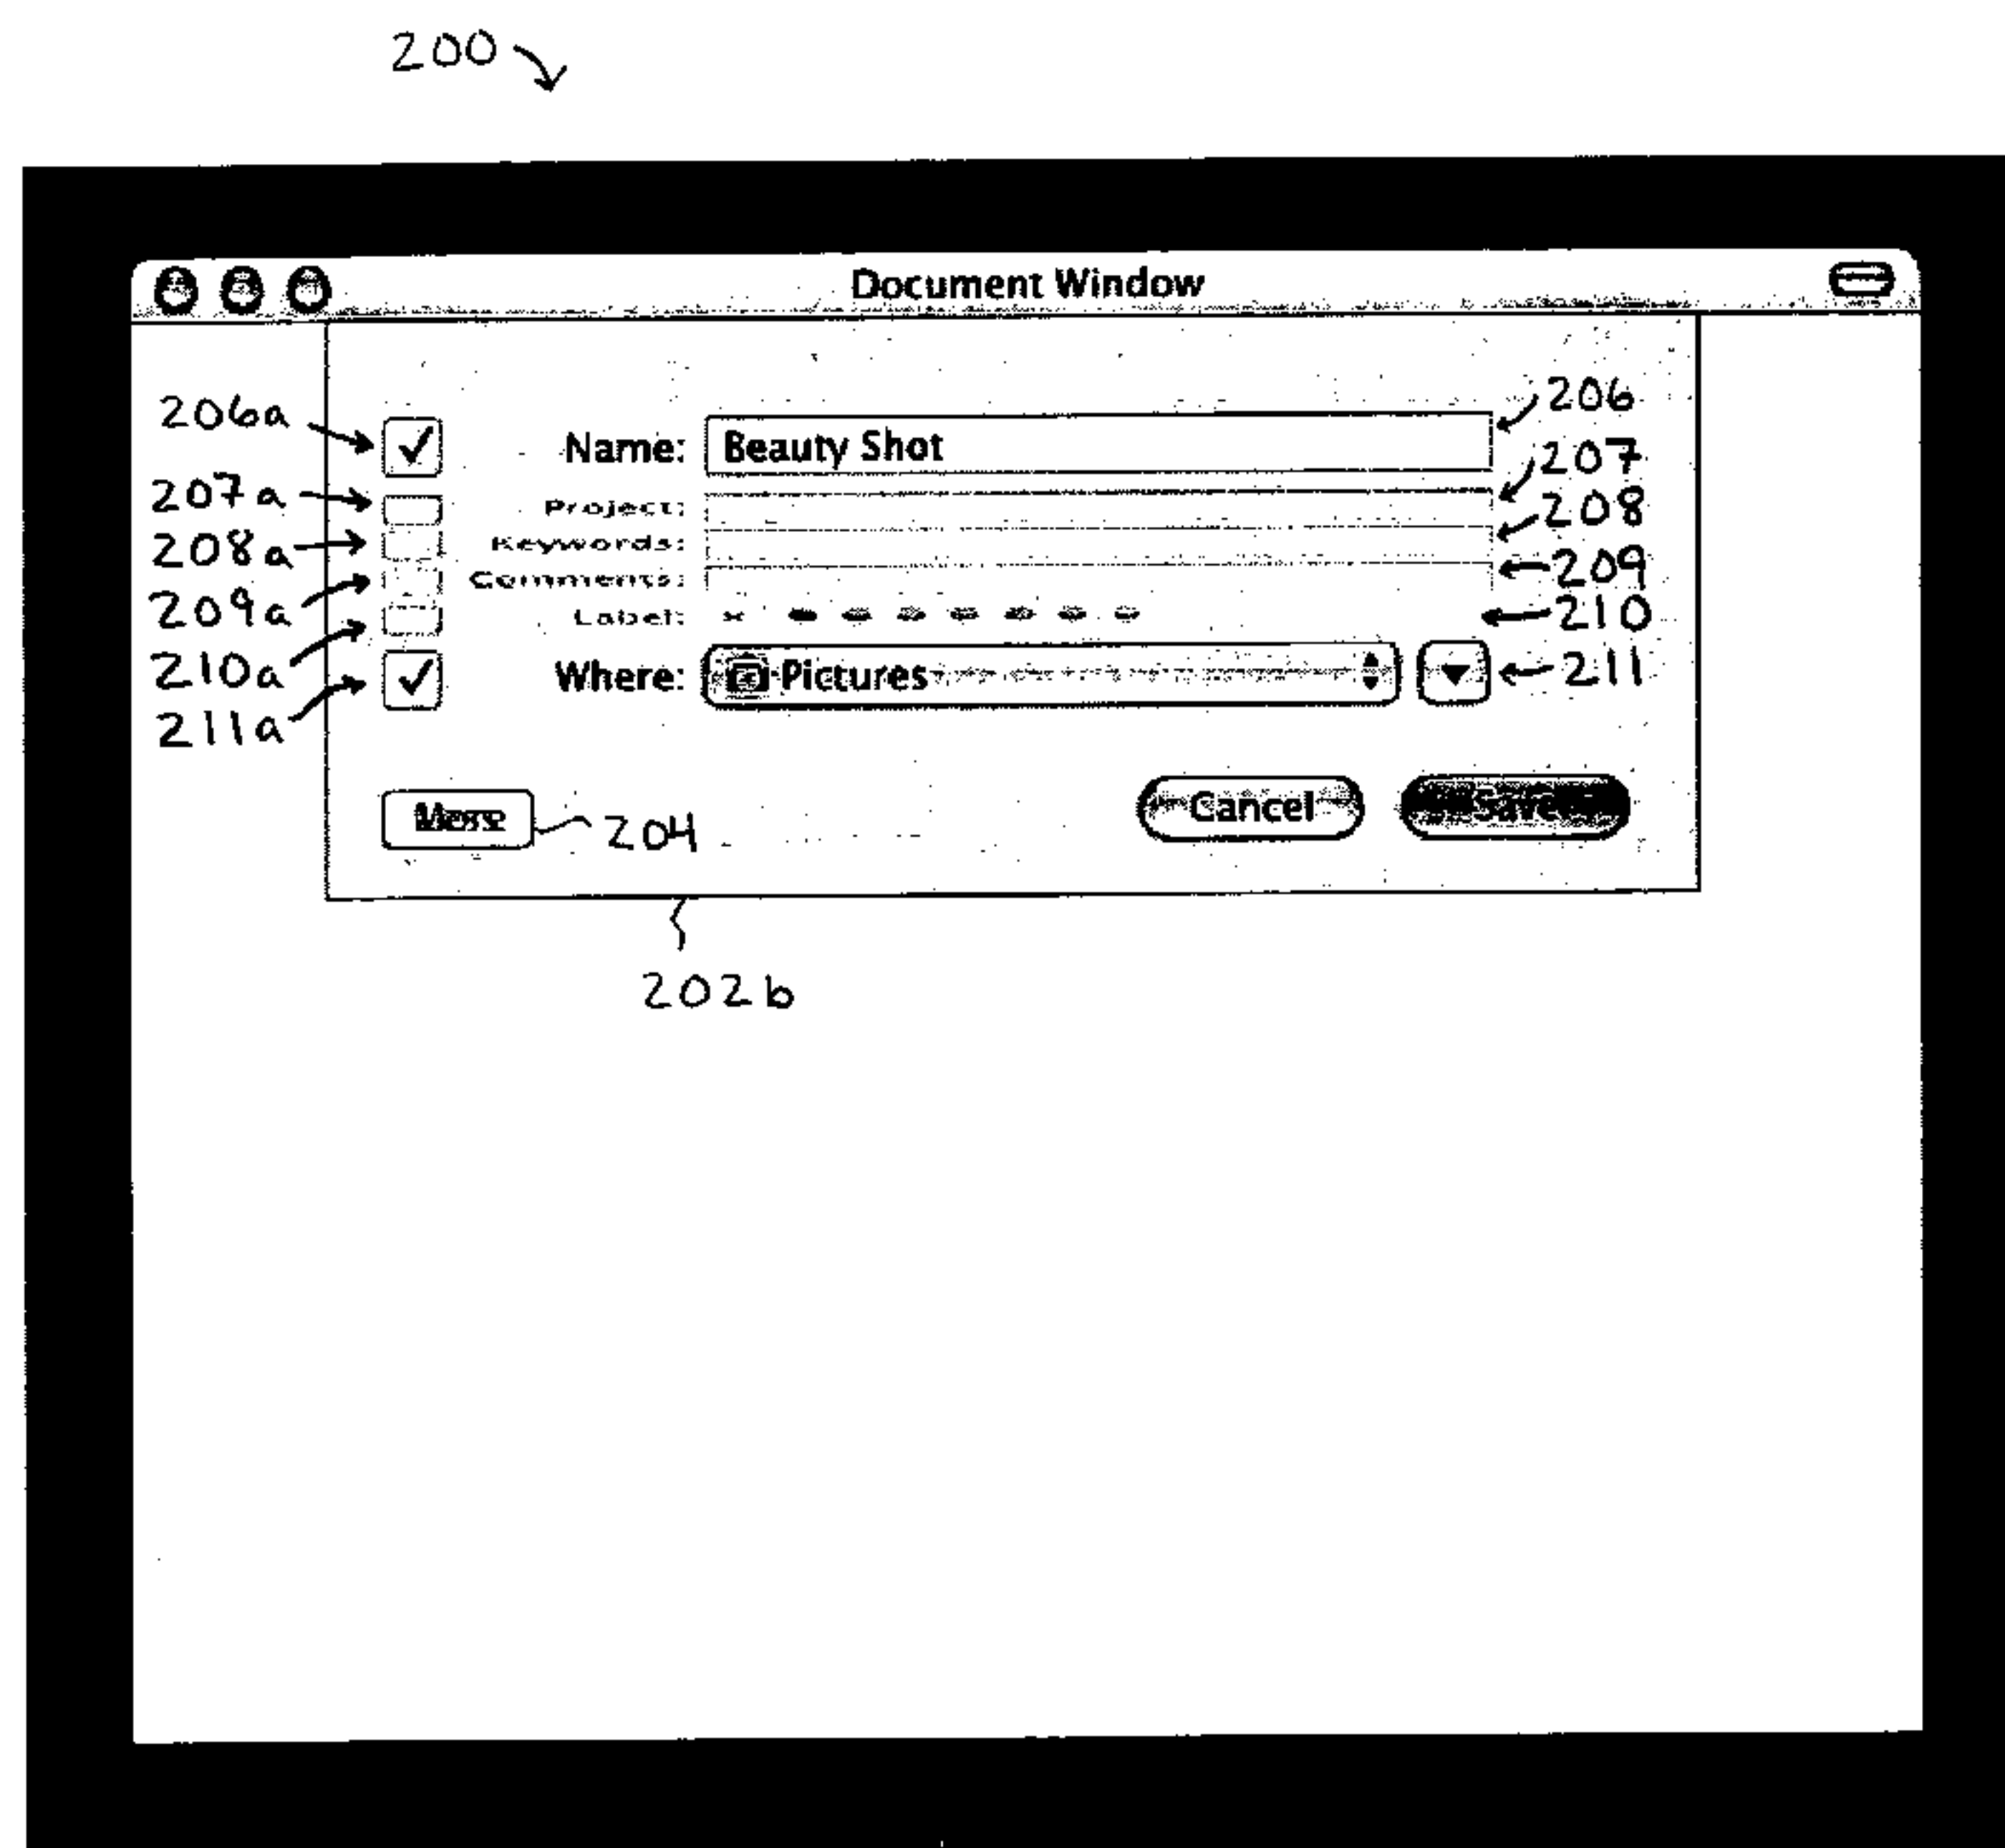 200
Document Window
206a Name: Beauty Shot 206
207a Project: 207
208a Keywords: 208
209a Comments: 209
210a Label: × 210
211a Where: Pictures 211
204 Cancel Save
202b